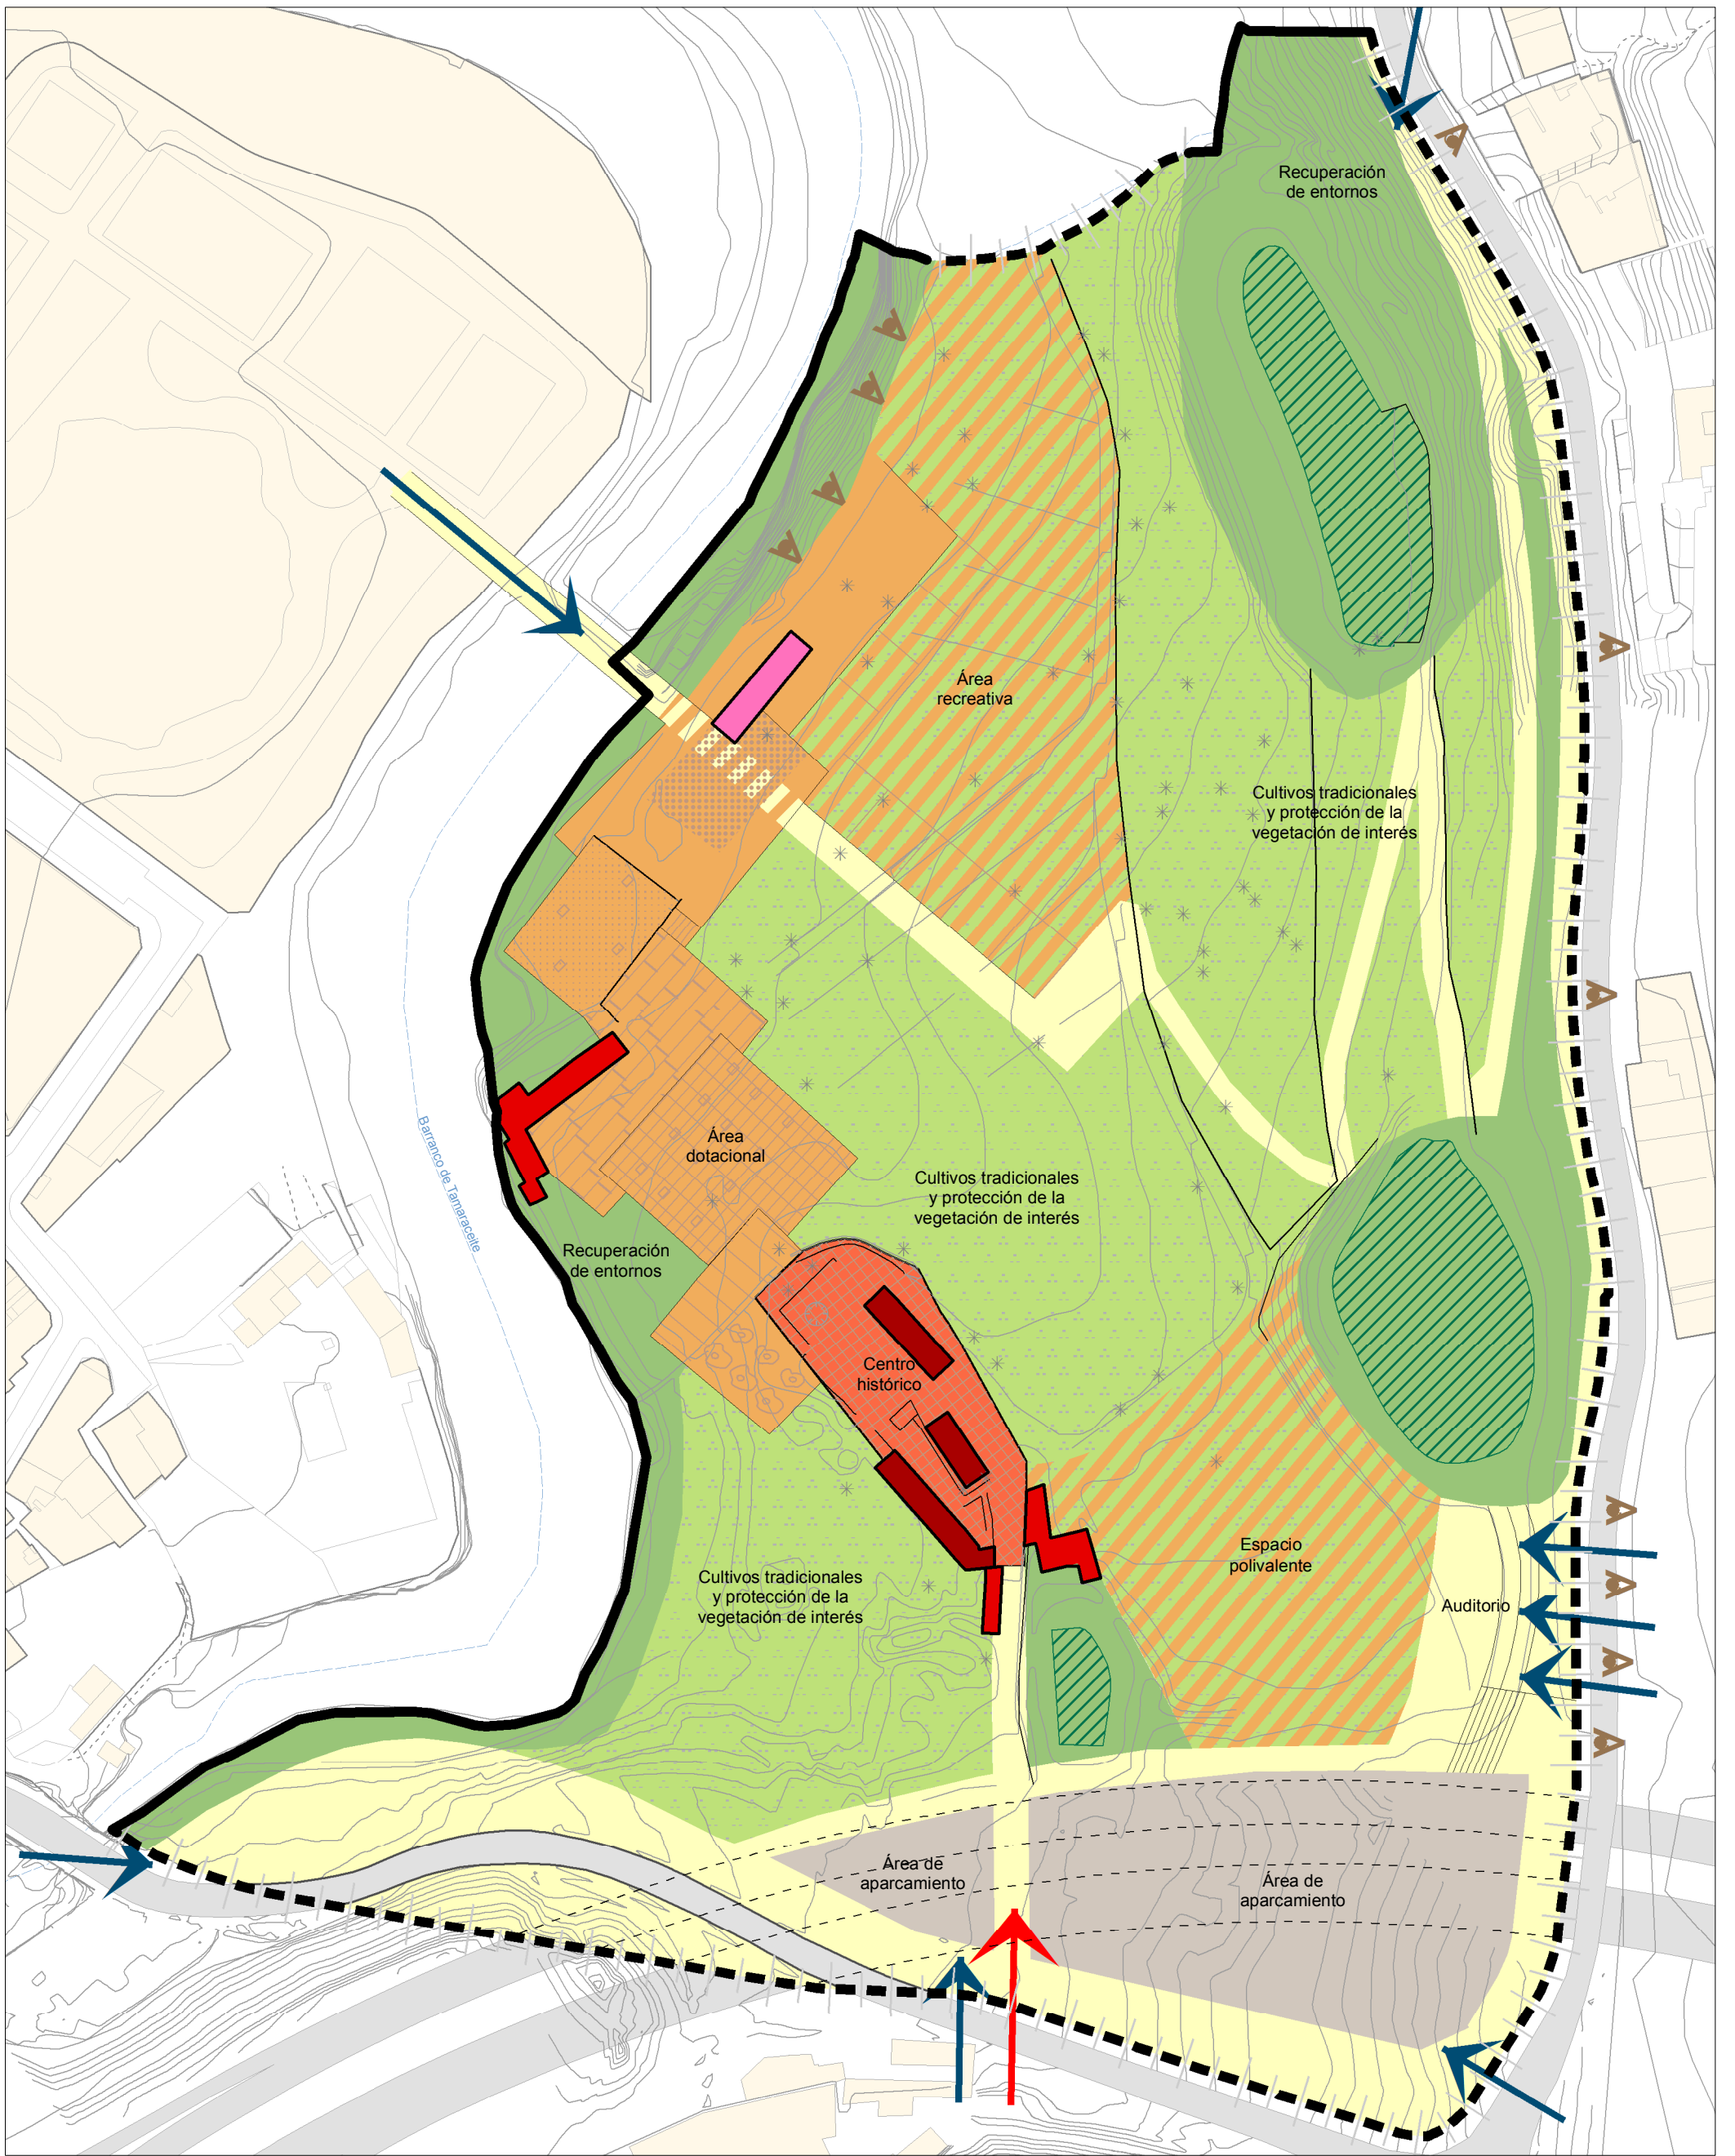 Recuperación
de entornos
Área
recreativa
Cultivos tradicionales
y protección de la
vegetación de interés
Barranco de Tamaraceite
Área
dotacional
Cultivos tradicionales
y protección de la
vegetación de interés
Recuperación
de entornos
Centro
histórico
Espacio
polivalente
Cultivos tradicionales
y protección de la
vegetación de interés
Auditorio
Área de
aparcamiento
Área de
aparcamiento